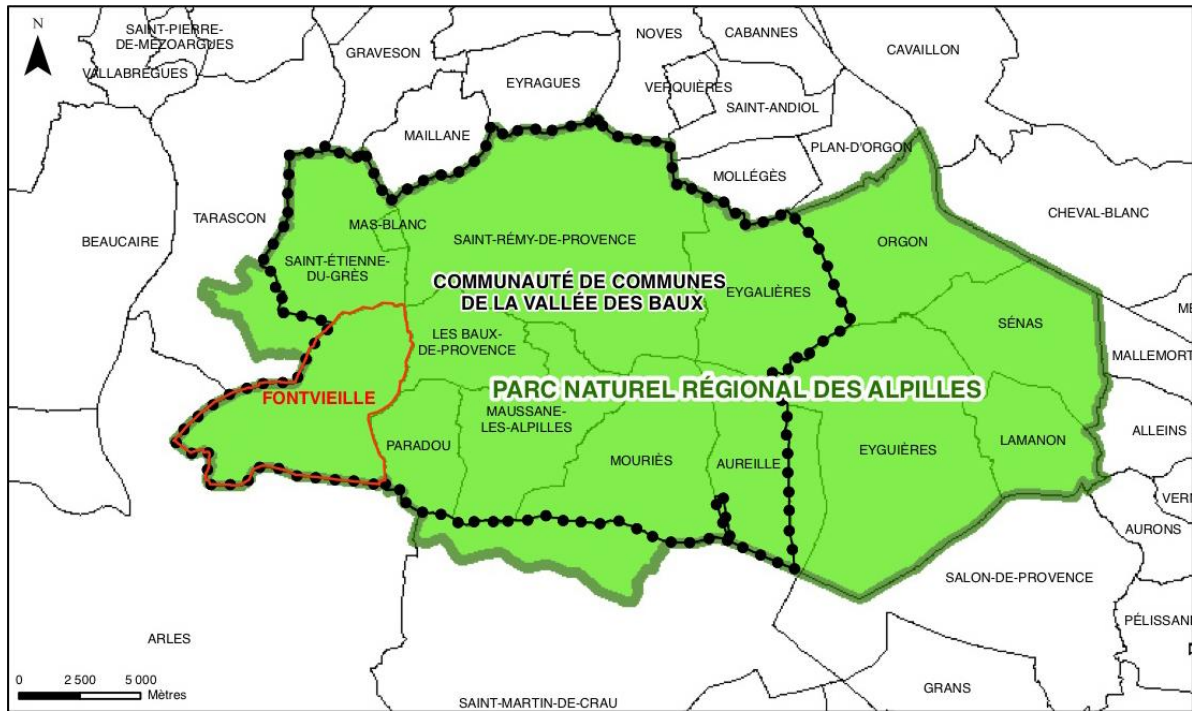 N
SAINT-PIERRE-
DE-MÉZOARGUES
VALLABRÈGUES
GRAVESON
NOVES
CABANNES
CAVAILLON
EYRAGUES
VERQUIÈRES
SAINT-ANDIOL
MAILLANE
PLAN-D'ORGON
MOLLÉGÈS
TARASCON
MAS-BLANC
CHEVAL-BLANC
BEAUCAIRE
SAINT-RÉMY-DE-PROVENCE
ORGON
SAINT-ÉTIENNE-
DU-GRÈS
COMMUNAUTÉ DE COMMUNES
DE LA VALLÉE DES BAUX
EYGALIÈRES
SÉNAS
LES BAUX-
DE-PROVENCE
MALLEMORT
PARC NATUREL RÉGIONAL DES ALPILLES
FONTVIEILLE
MAUSSANE-
LES-ALPILLES
ALLEINS
PARADOU
MOURIÈS
AUREILLE
EYGUIÈRES
LAMANON
VER
AURONS
SALON-DE-PROVENCE
PÉLISSAN
ARLES
GRANS
SAINT-MARTIN-DE-CRAU
0 2 500 5 000
Mètres